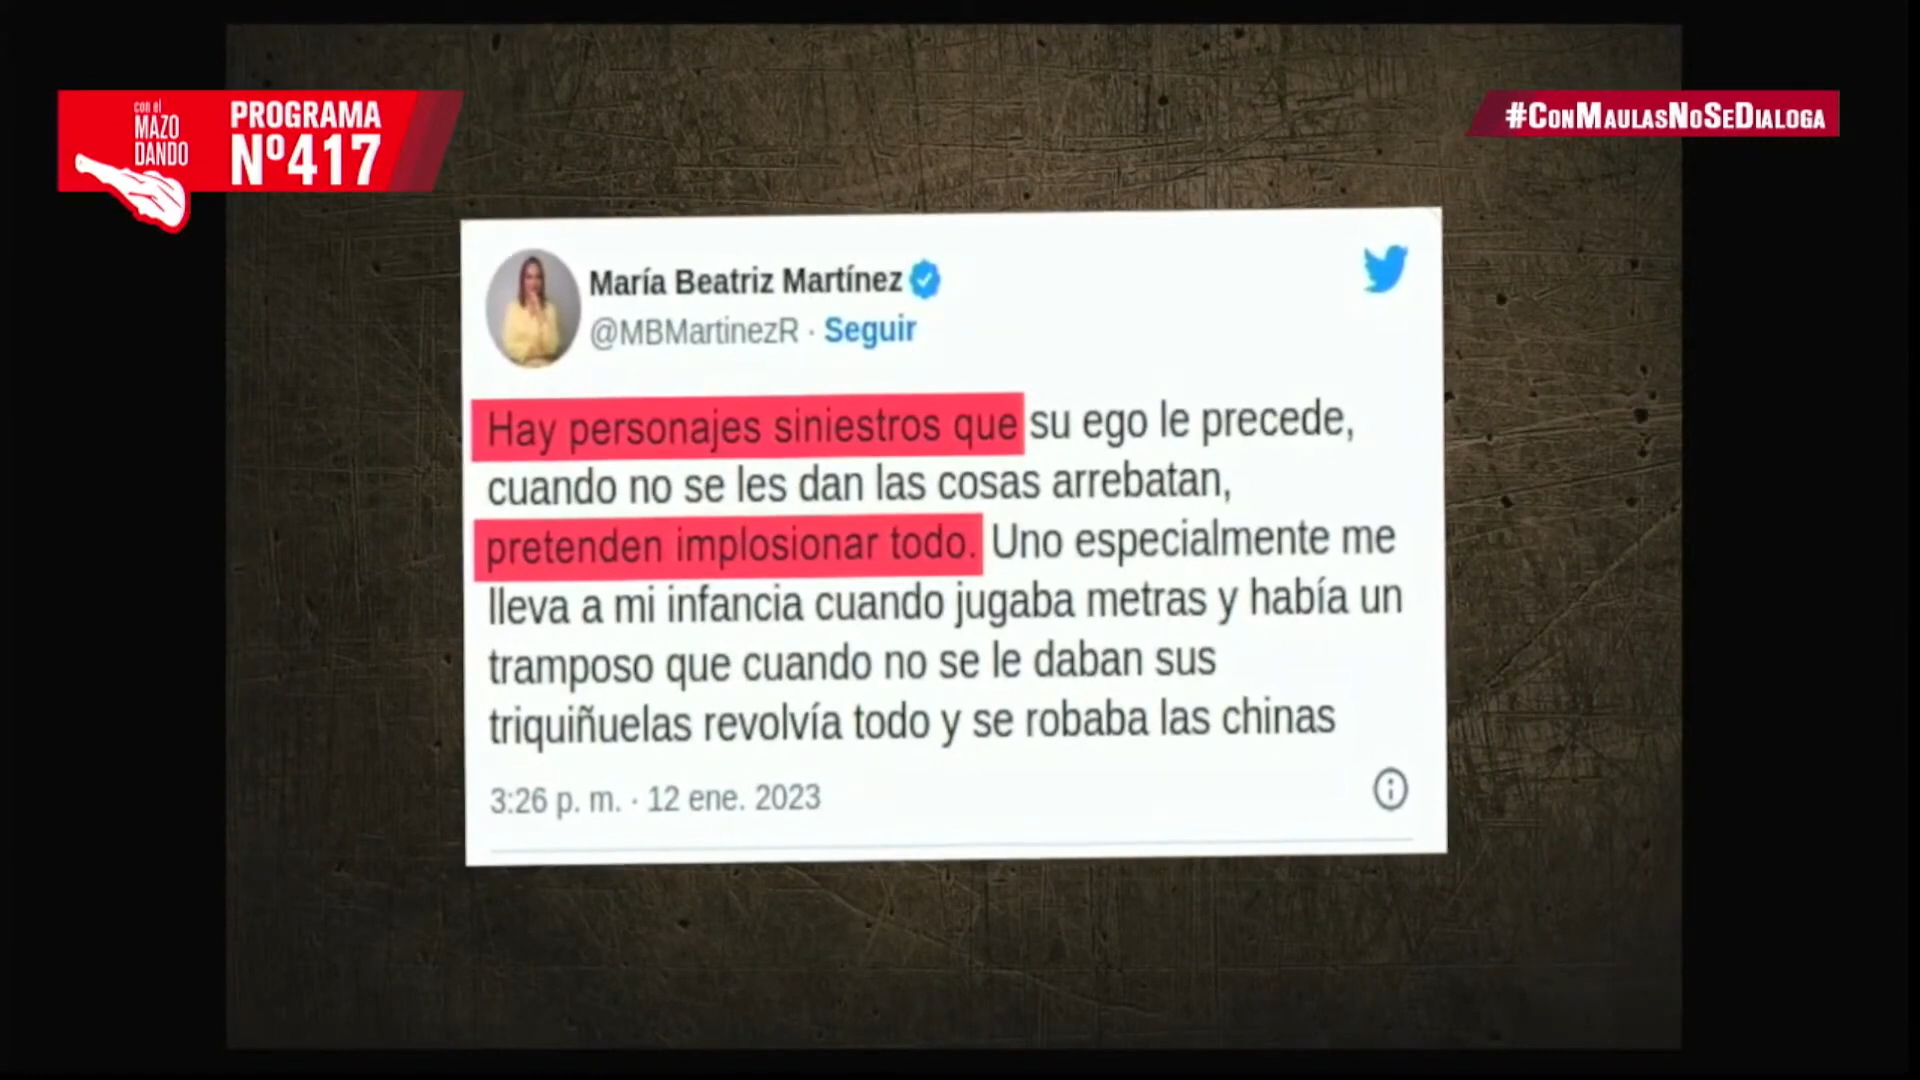 con el
MAZO
DANDO
PROGRAMA
Nº417
#CONMAULASNOSEDIALOGA
María Beatriz Martínez
@MBMartinezR · Seguir
Hay personajes siniestros que su ego le precede,
cuando no se les dan las cosas arrebatan,
pretenden implosionar todo. Uno especialmente me
lleva a mi infancia cuando jugaba metras y había un
tramposo que cuando no se le daban sus
triquiñuelas revolvía todo y se robaba las chinas
3:26 p. m. · 12 ene. 2023